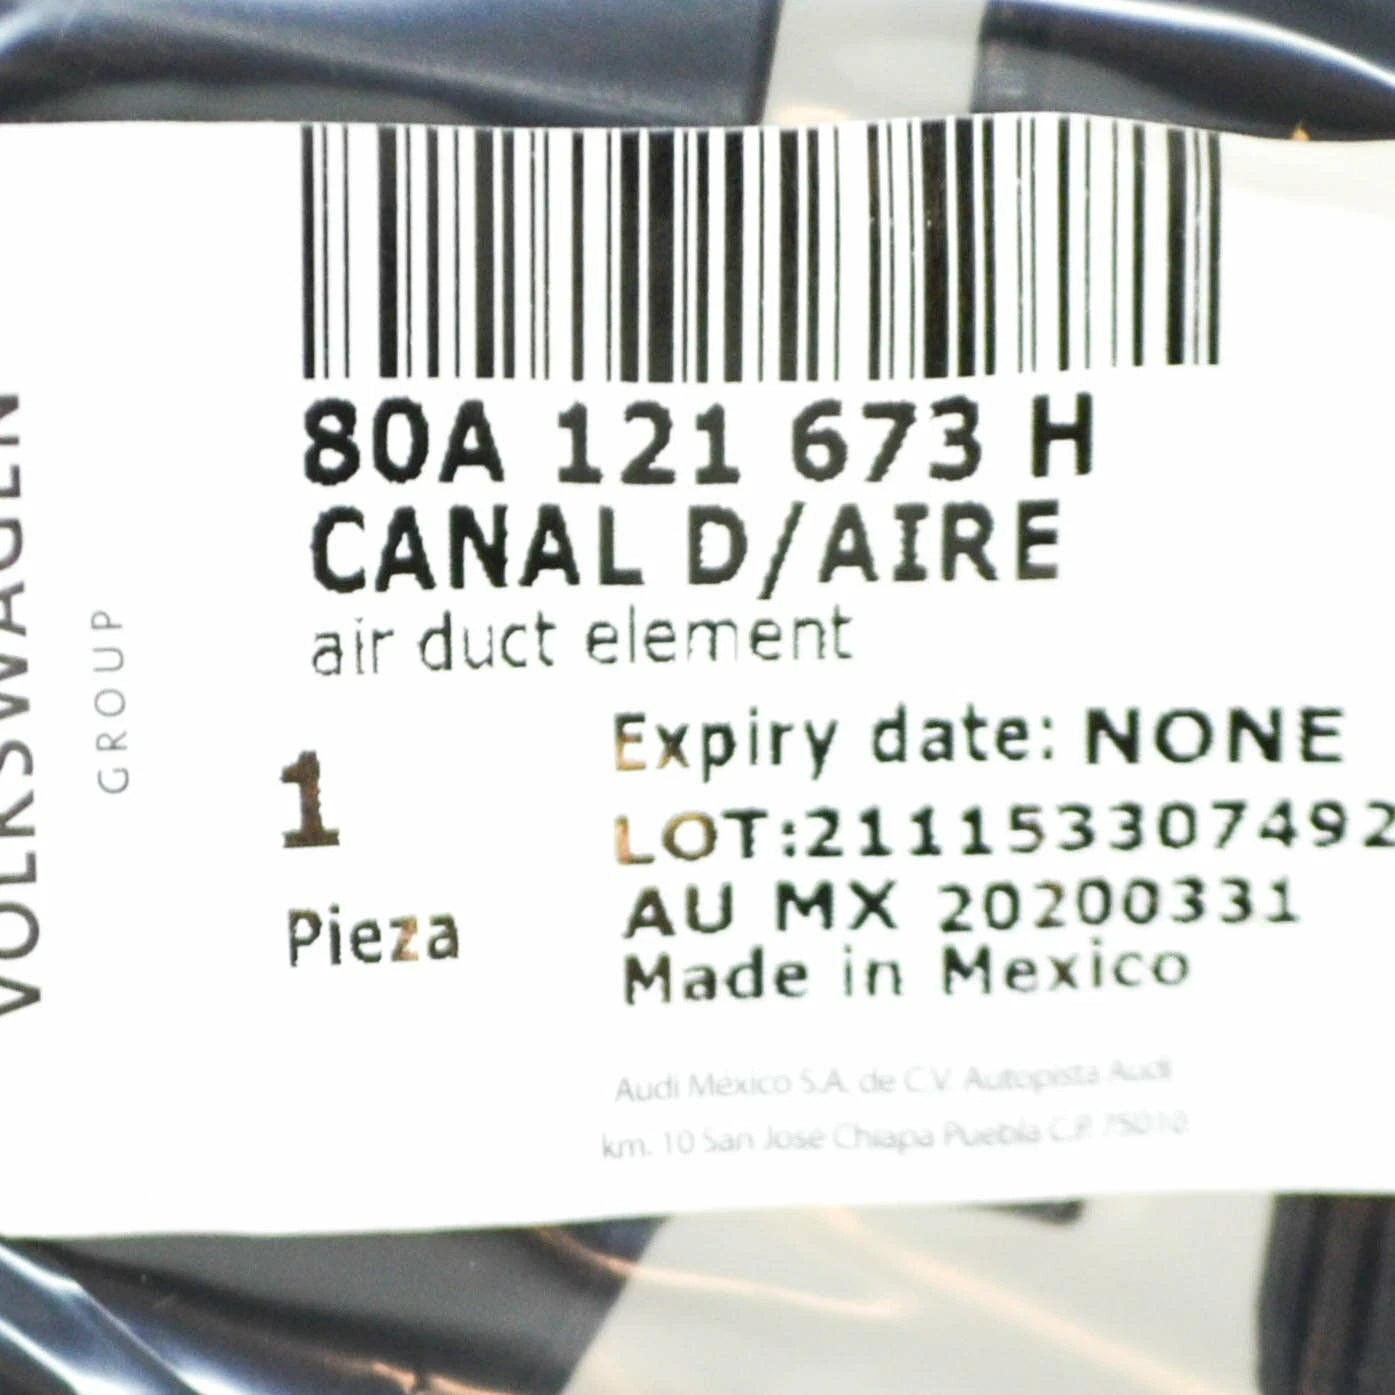 VOLKSWAGEN
GROUP
80A 121 673 H
CANAL D/AIRE
air duct element
1
Pieza
Expiry date: NONE
LOT:211153307492
AU MX 20200331
Made in Mexico
Audi México S.A. de C.V. Autopista Audi
km. 10 San José Chiapa Puebla C.P. 75010